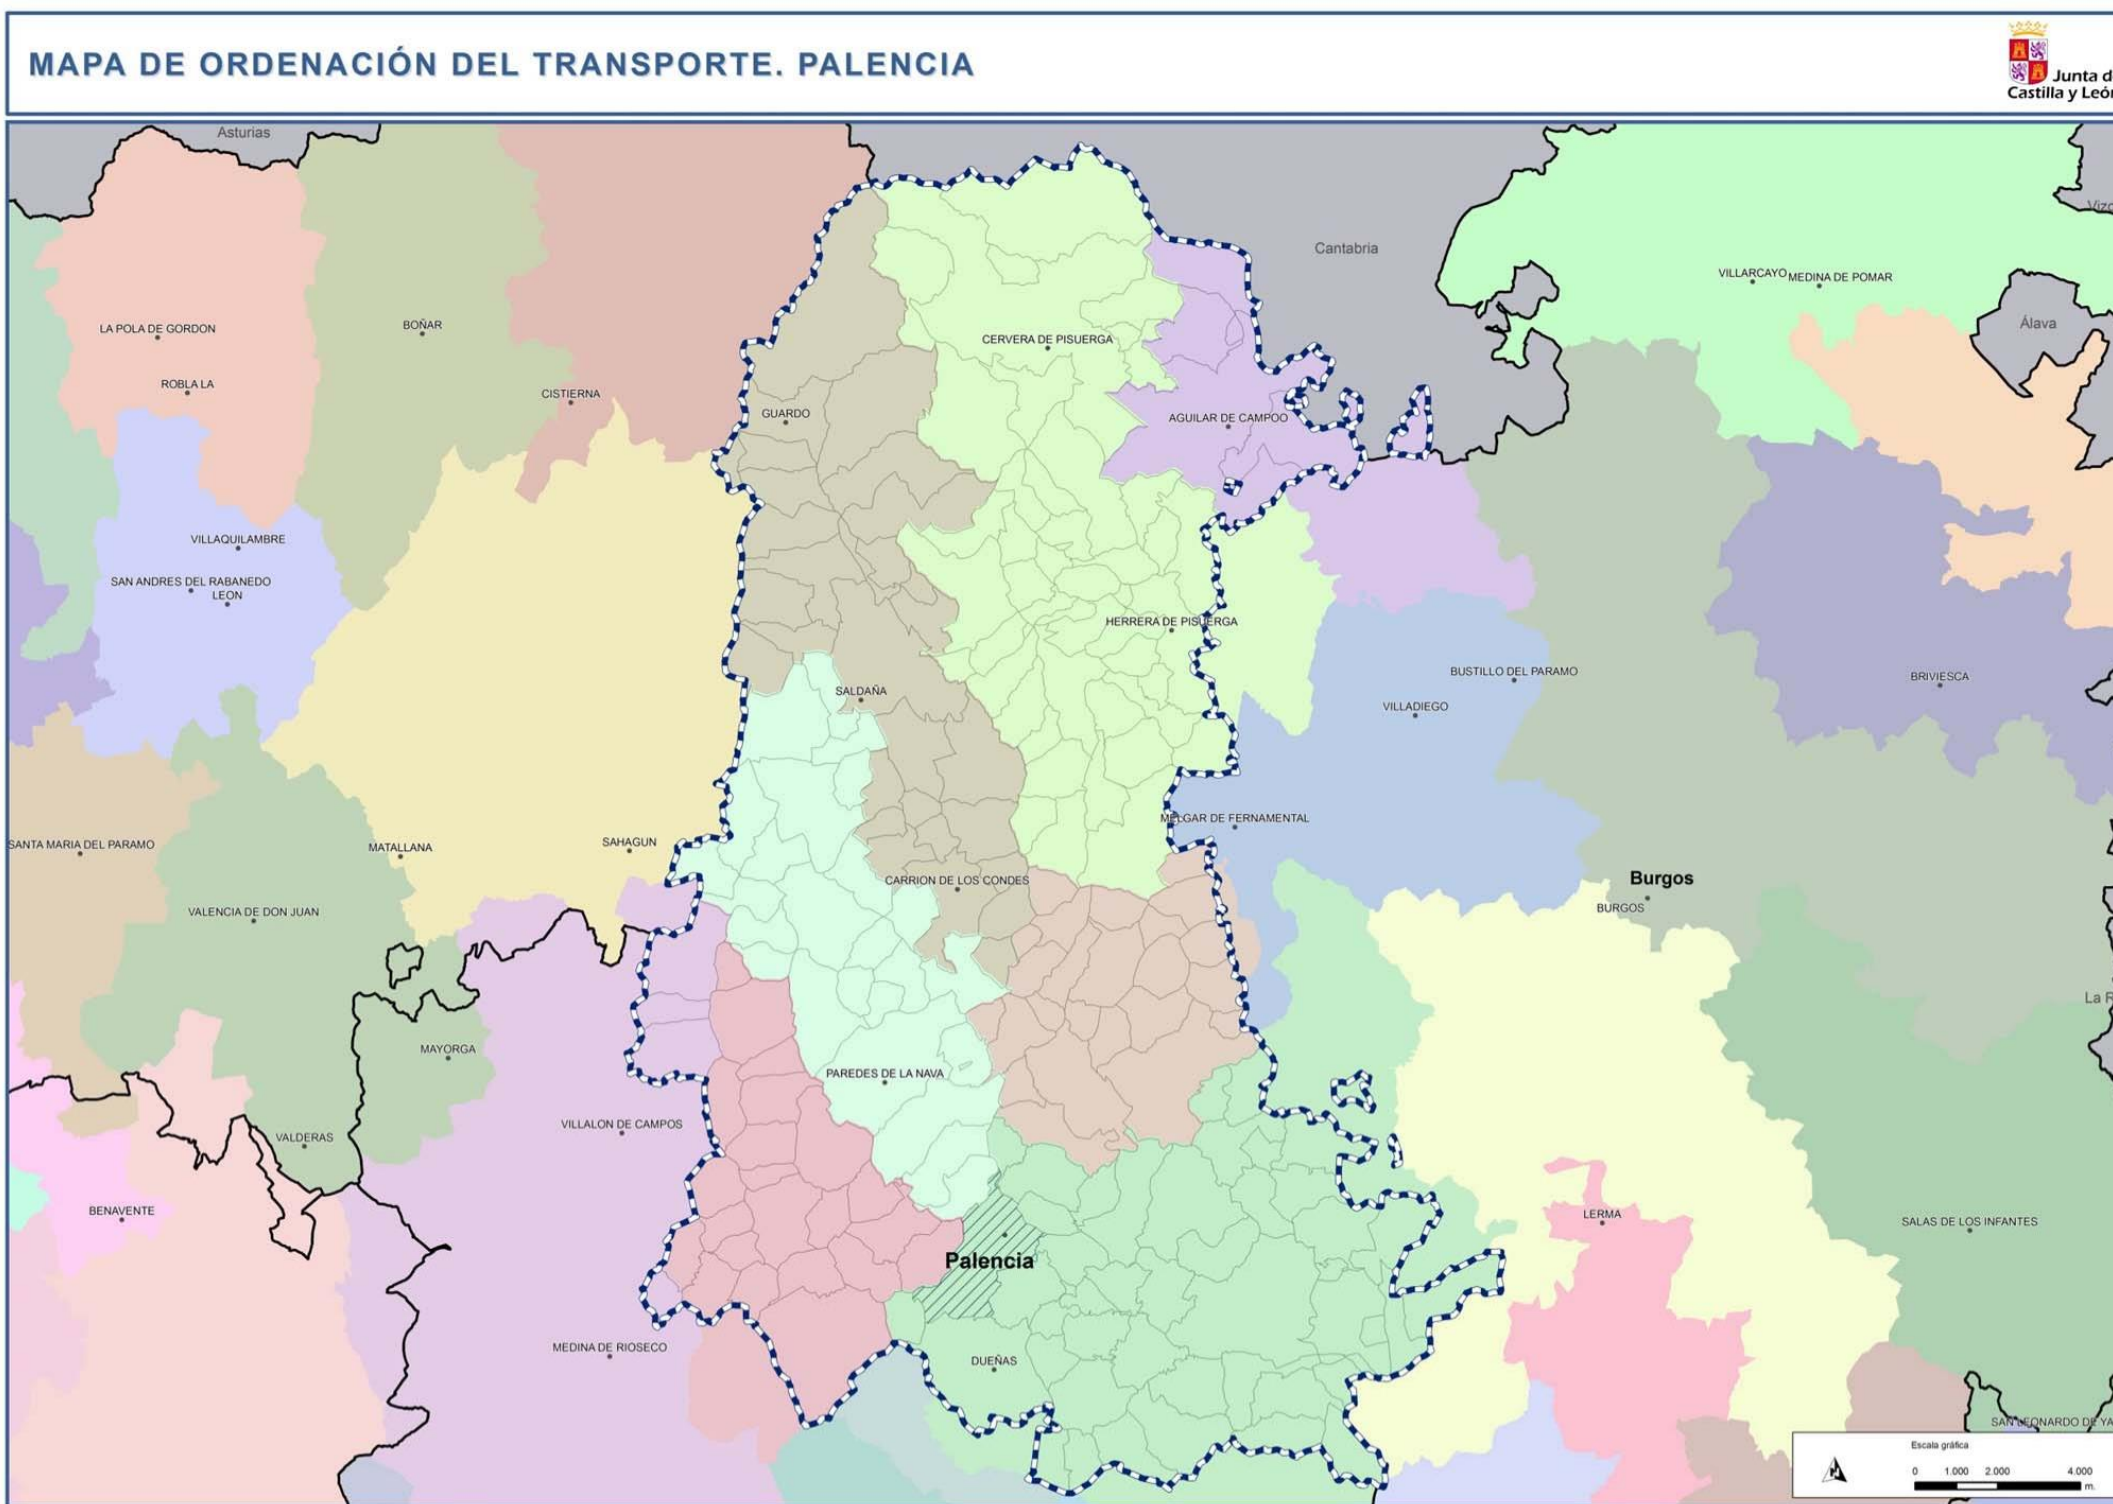 MAPA DE ORDENACIÓN DEL TRANSPORTE. PALENCIA
Junta d
Castilla y León
Asturias
Cantabria
Vizc
VILLARCAYO
MEDINA DE POMAR
Álava
LA POLA DE GORDON
BOÑAR
CERVERA DE PISUERGA
ROBLA LA
CISTIERNA
GUARDO
AGUILAR DE CAMPOO
VILLAQUILAMBRE
SAN ANDRES DEL RABANEDO
LEON
HERRERA DE PISUERGA
BUSTILLO DEL PARAMO
BRIVIESCA
SALDAÑA
VILLADIEGO
MELGAR DE FERNAMENTAL
SANTA MARIA DEL PARAMO
MATALLANA
SAHAGUN
CARRION DE LOS CONDES
Burgos
BURGOS
VALENCIA DE DON JUAN
La R
MAYORGA
PAREDES DE LA NAVA
VILLALON DE CAMPOS
VALDERAS
BENAVENTE
LERMA
SALAS DE LOS INFANTES
Palencia
MEDINA DE RIOSECO
DUEÑAS
SAN LEONARDO DE YA
Escala gráfica
0 1.000 2.000 4.000
m.